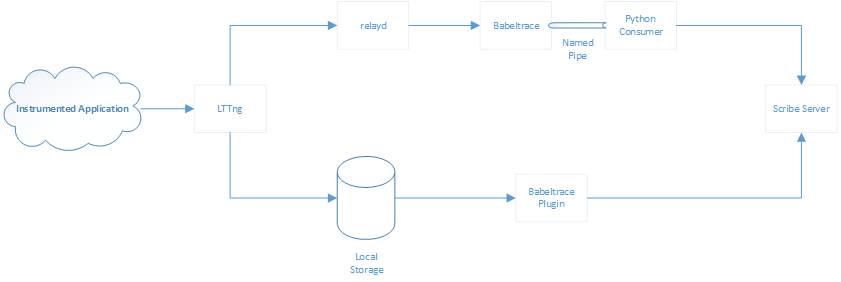 relayd
Babeltrace
Python
Consumer
Named
Pipe
Instrumented Application
LTTng
Scribe Server
Babeltrace
Plugin
Local
Storage